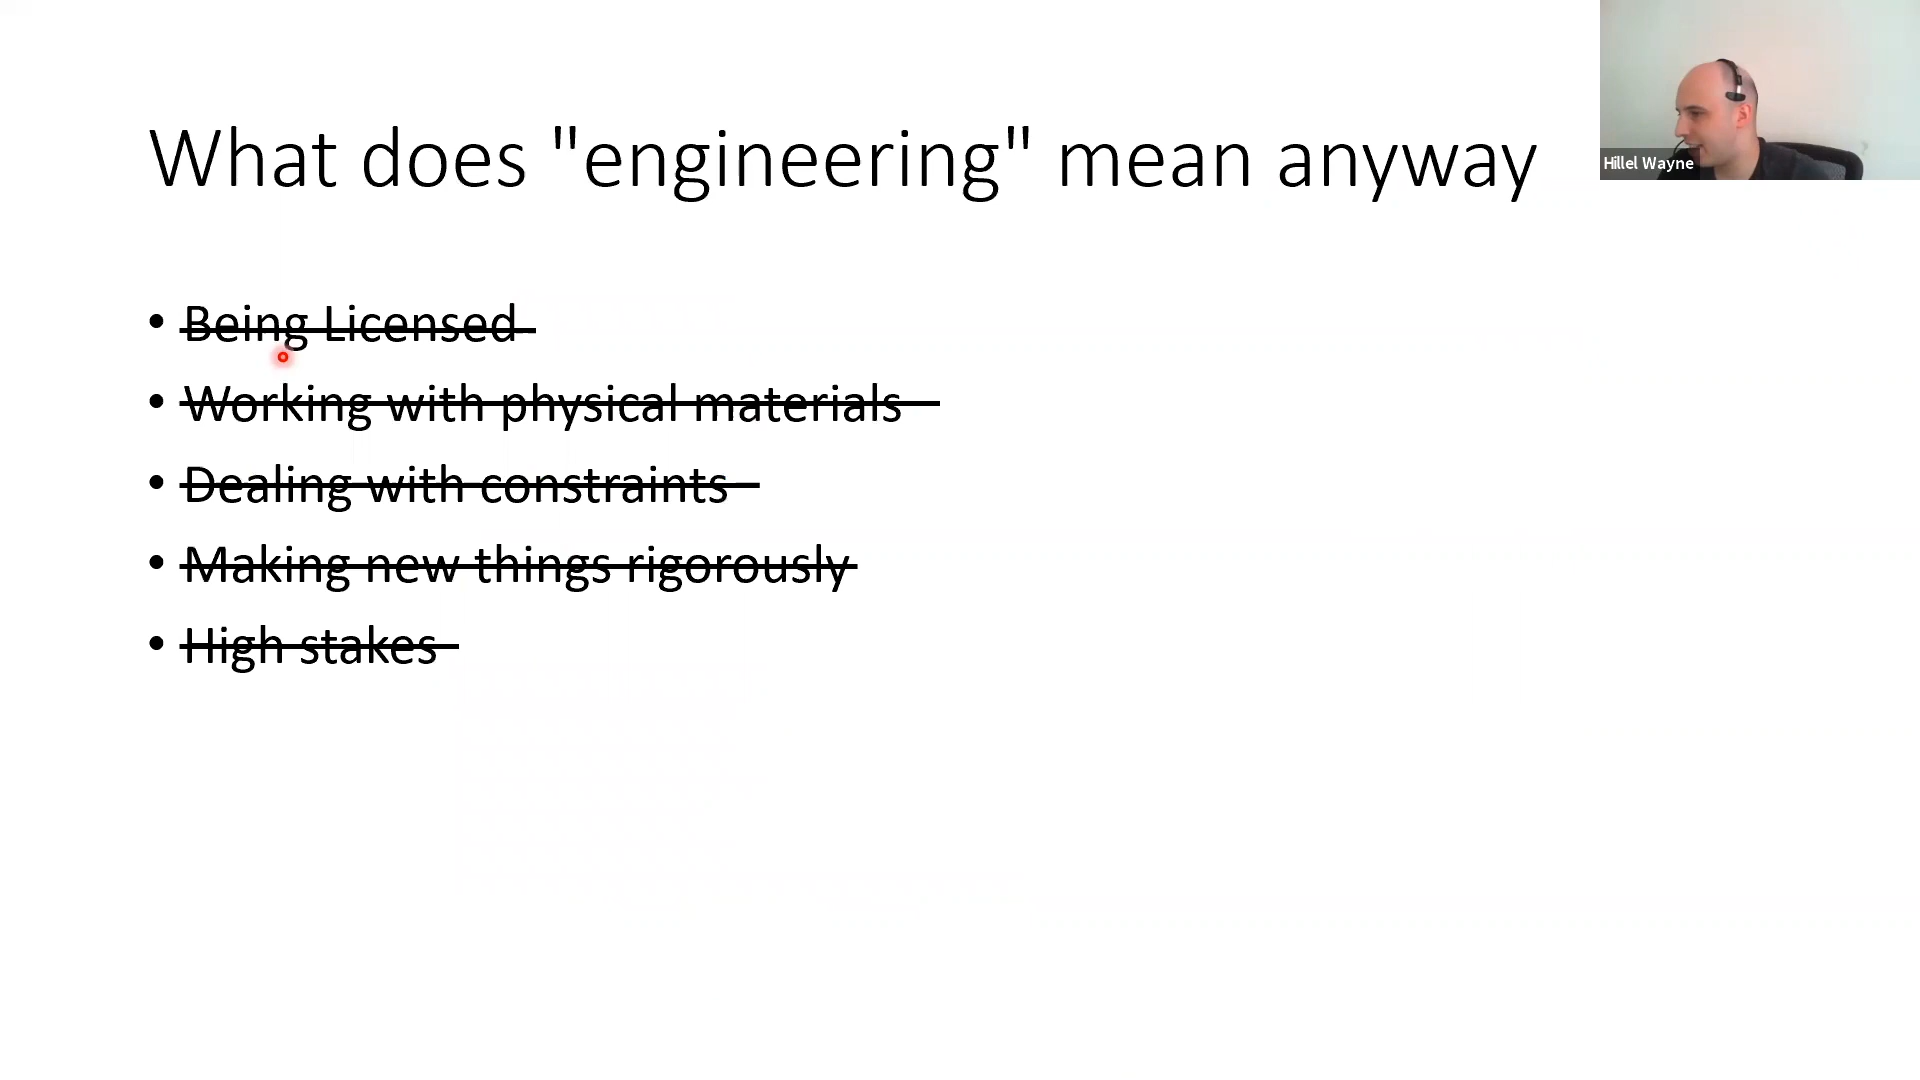 What does "engineering" mean anyway
Hillel Wayne
• Being Licensed
• Working with physical materials
• Dealing with constraints
• Making new things rigorously
• High stakes